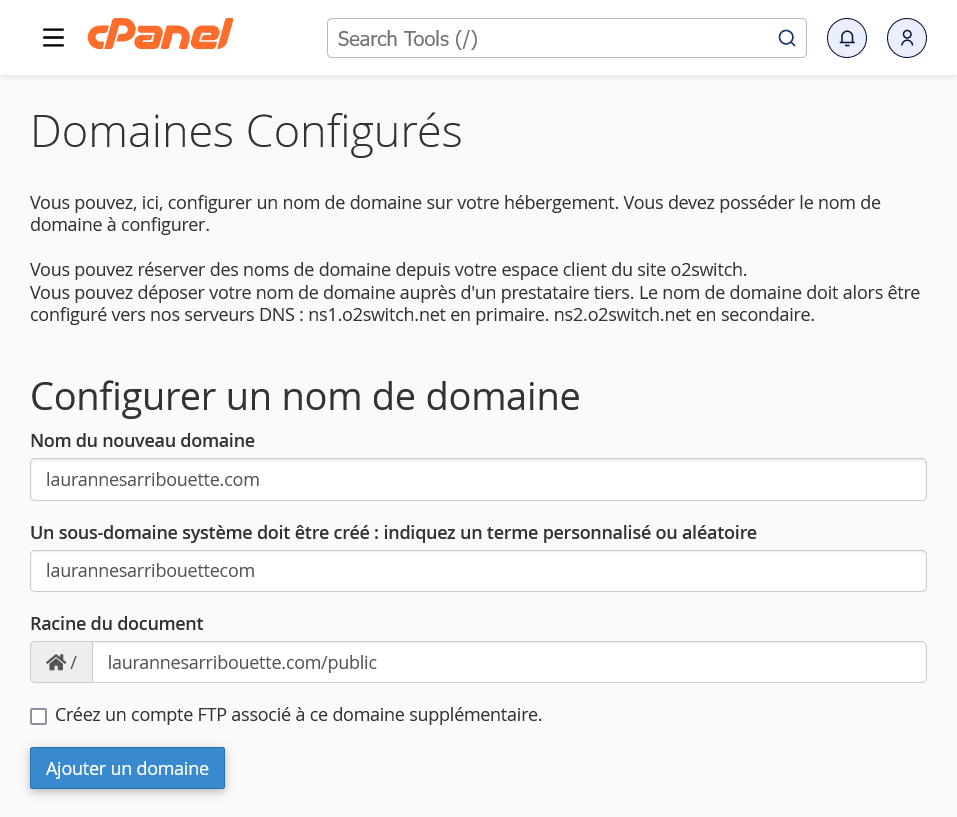 cPanel
Search Tools (/)
Domaines Configurés
Vous pouvez, ici, configurer un nom de domaine sur votre hébergement. Vous devez posséder le nom de
domaine à configurer.
Vous pouvez réserver des noms de domaine depuis votre espace client du site o2switch.
Vous pouvez déposer votre nom de domaine auprès d'un prestataire tiers. Le nom de domaine doit alors être
configuré vers nos serveurs DNS : ns1.o2switch.net en primaire. ns2.o2switch.net en secondaire.
Configurer un nom de domaine
Nom du nouveau domaine
laurannesarribouette.com
Un sous-domaine système doit être créé : indiquez un terme personnalisé ou aléatoire
laurannesarribouettecom
Racine du document
/ laurannesarribouette.com/public
Créez un compte FTP associé à ce domaine supplémentaire.
Ajouter un domaine